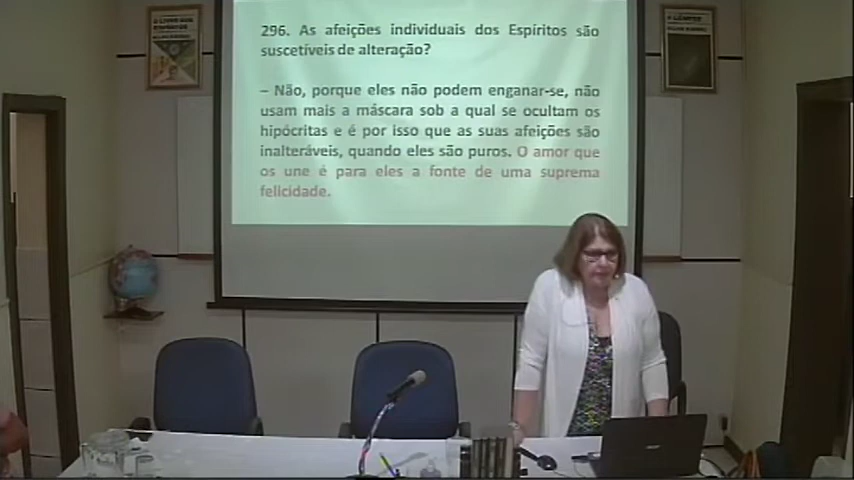 296. As afeições individuais dos Espíritos são
suscetíveis de alteração?
– Não, porque eles não podem enganar-se, não
usam mais a máscara sob a qual se ocultam os
hipócritas e é por isso que as suas afeições são
inalteráveis, quando eles são puros. O amor que
os une é para eles a fonte de uma suprema
felicidade.